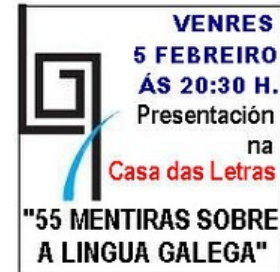 VENRES
5 FEBREIRO
ÁS 20:30 H.
Presentación
na
Casa das Letras
"55 MENTIRAS SOBRE
A LINGUA GALEGA"